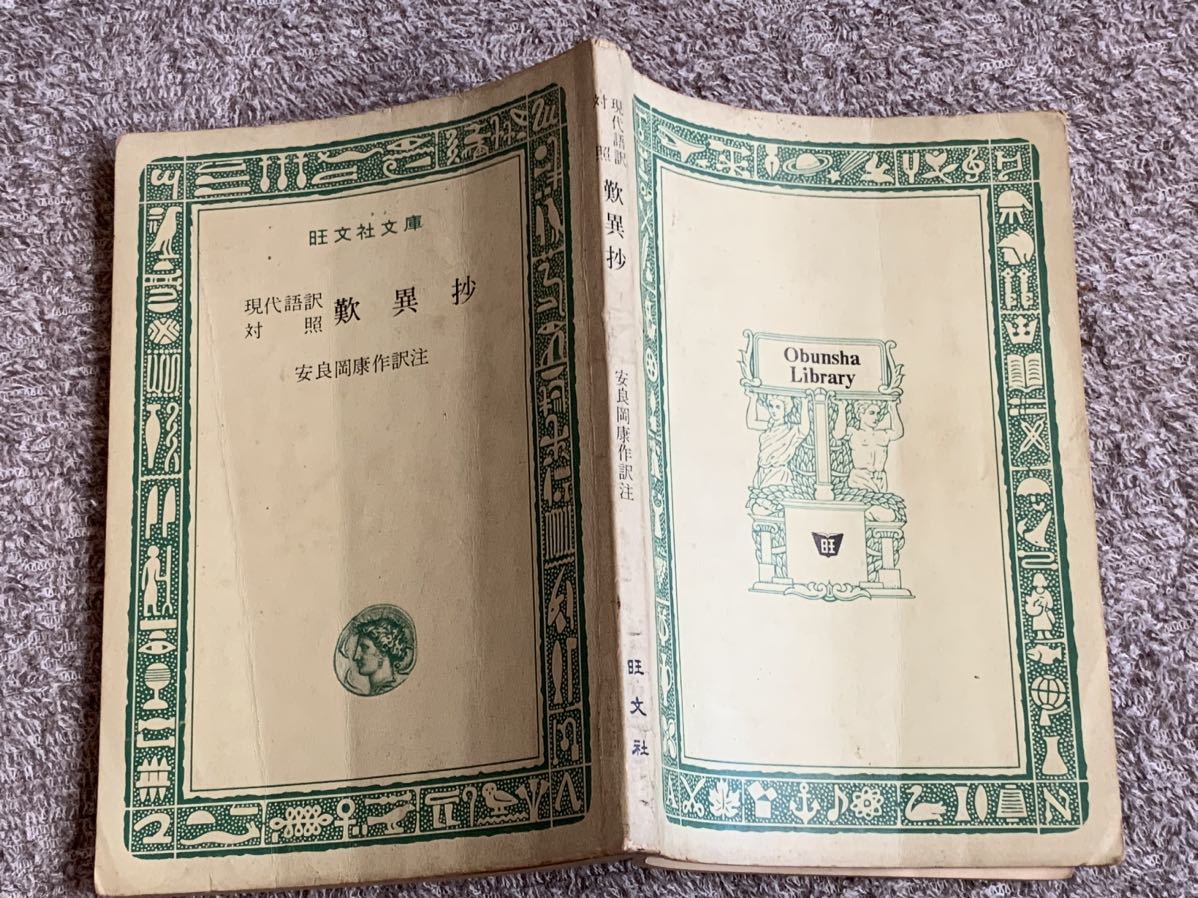 旺文社文庫
現代語訳
対照
歎異抄
安良岡康作訳注
現代語訳
対照
歎異抄
安良岡康作訳注
旺文社
Obunsha
Library
旺